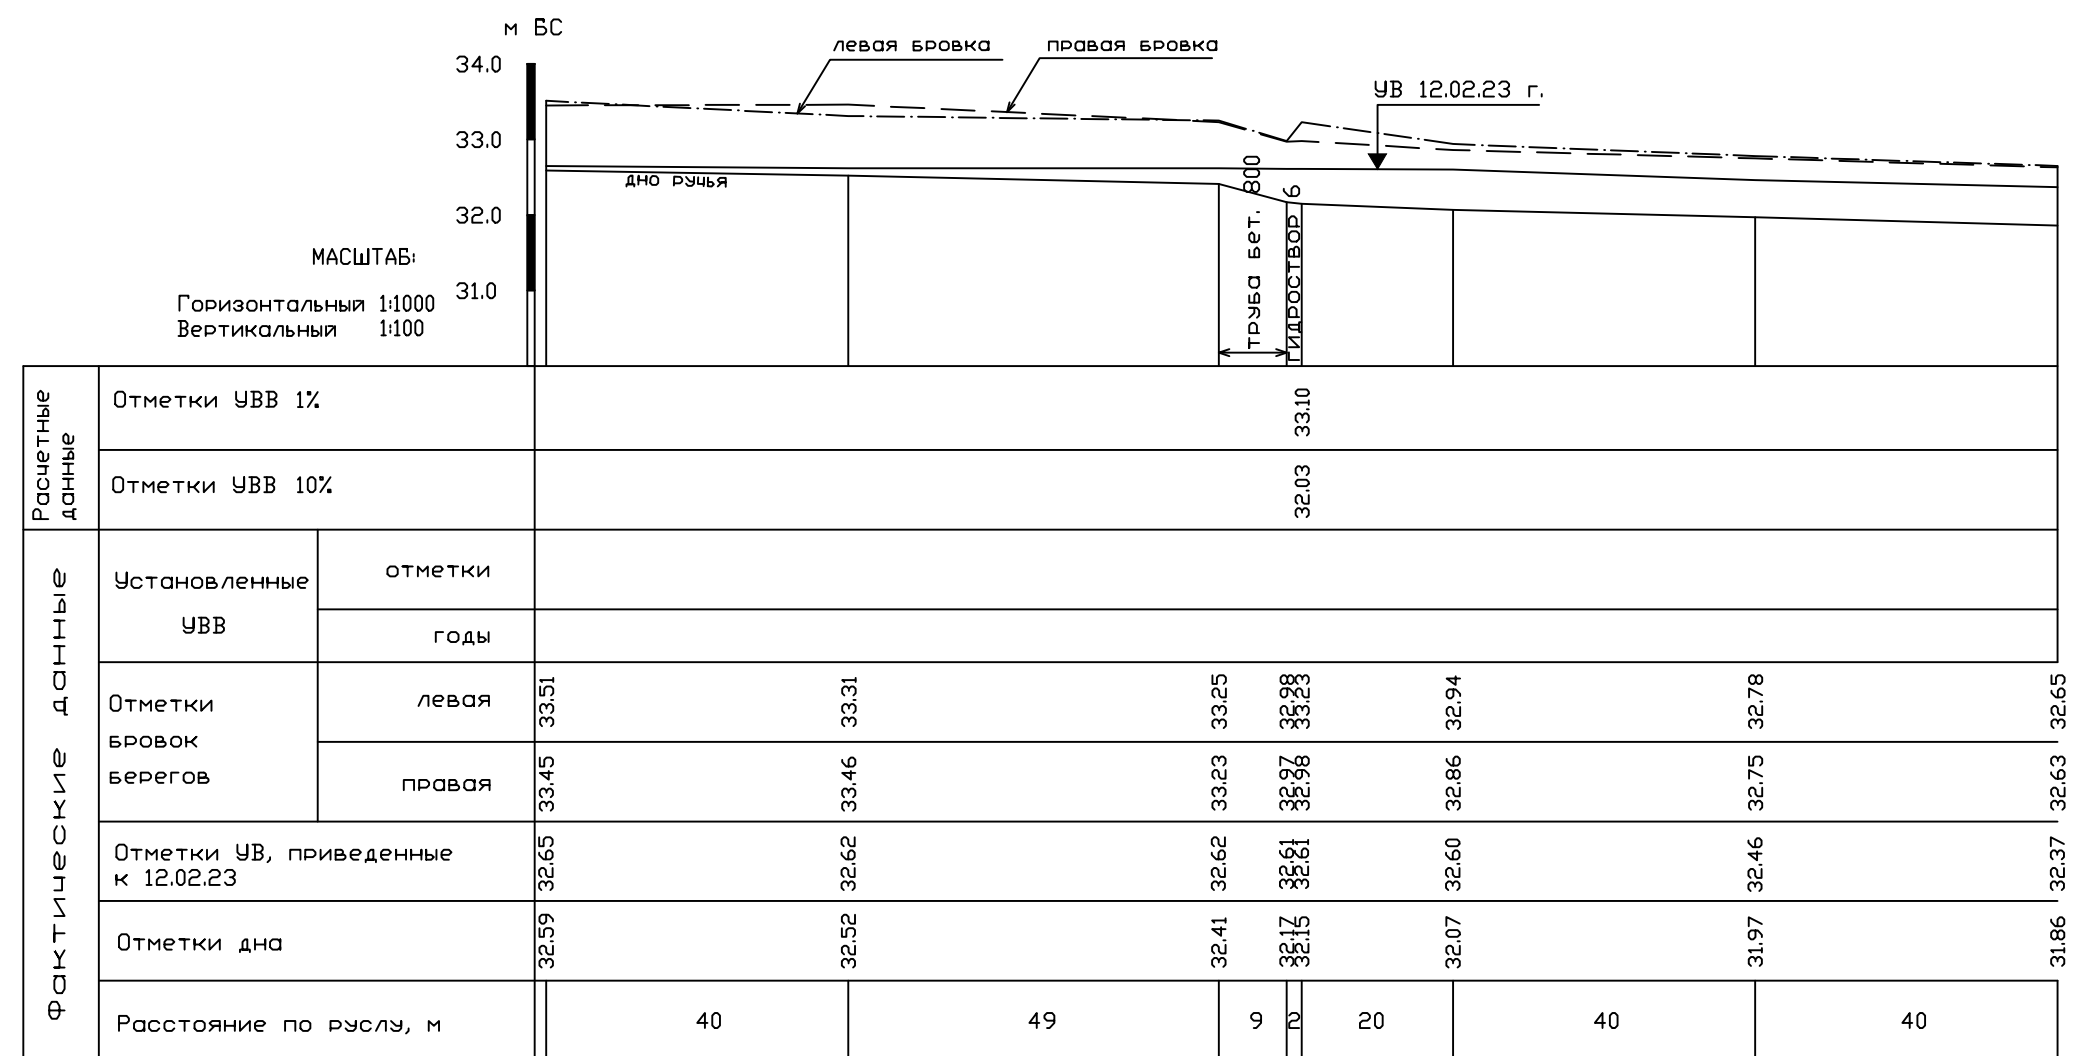 м БС
левая бровка
правая бровка
34.0
УВ 12.02.23 г.
33.0
дно ручья
32.0
МАСШТАБ:
31.0
Горизонтальный 1:1000
Вертикальный 1:100
ТРУБА БЕТ. 800
ГИДРОСТВОР 6
Расчетные
данные
Отметки УВВ 1%
33.10
Отметки УВВ 10%
32.03
Фактические данные
Установленные
УВВ
отметки
годы
Отметки
бровок
берегов
левая
33.51 33.31 33.25 32.98 33.23 32.94 32.78 32.65
правая
33.45 33.46 33.23 32.97 32.98 32.86 32.75 32.63
Отметки УВ, приведенные
к 12.02.23
32.65 32.62 32.62 32.61 32.61 32.60 32.46 32.37
Отметки дна
32.59 32.52 32.41 32.17 32.15 32.07 31.97 31.86
Расстояние по руслу, м
40 49 9 2 20 40 40